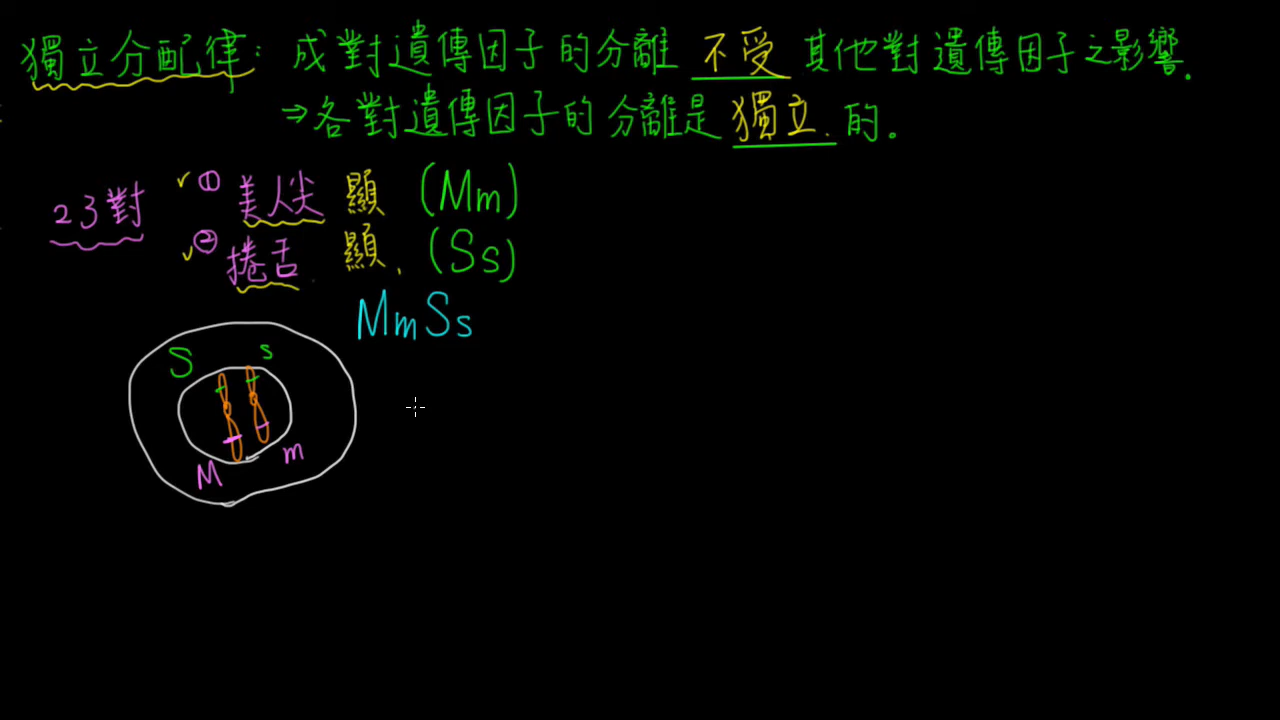 獨立分配律: 成對遺傳因子的分離 不受 其他對遺傳因子之影響.
⇒各對遺傳因子的分離是 獨立 的.
23對
① 美人尖 顯 (Mm)
② 捲舌 顯. (Ss)
MmSs
S s
M m